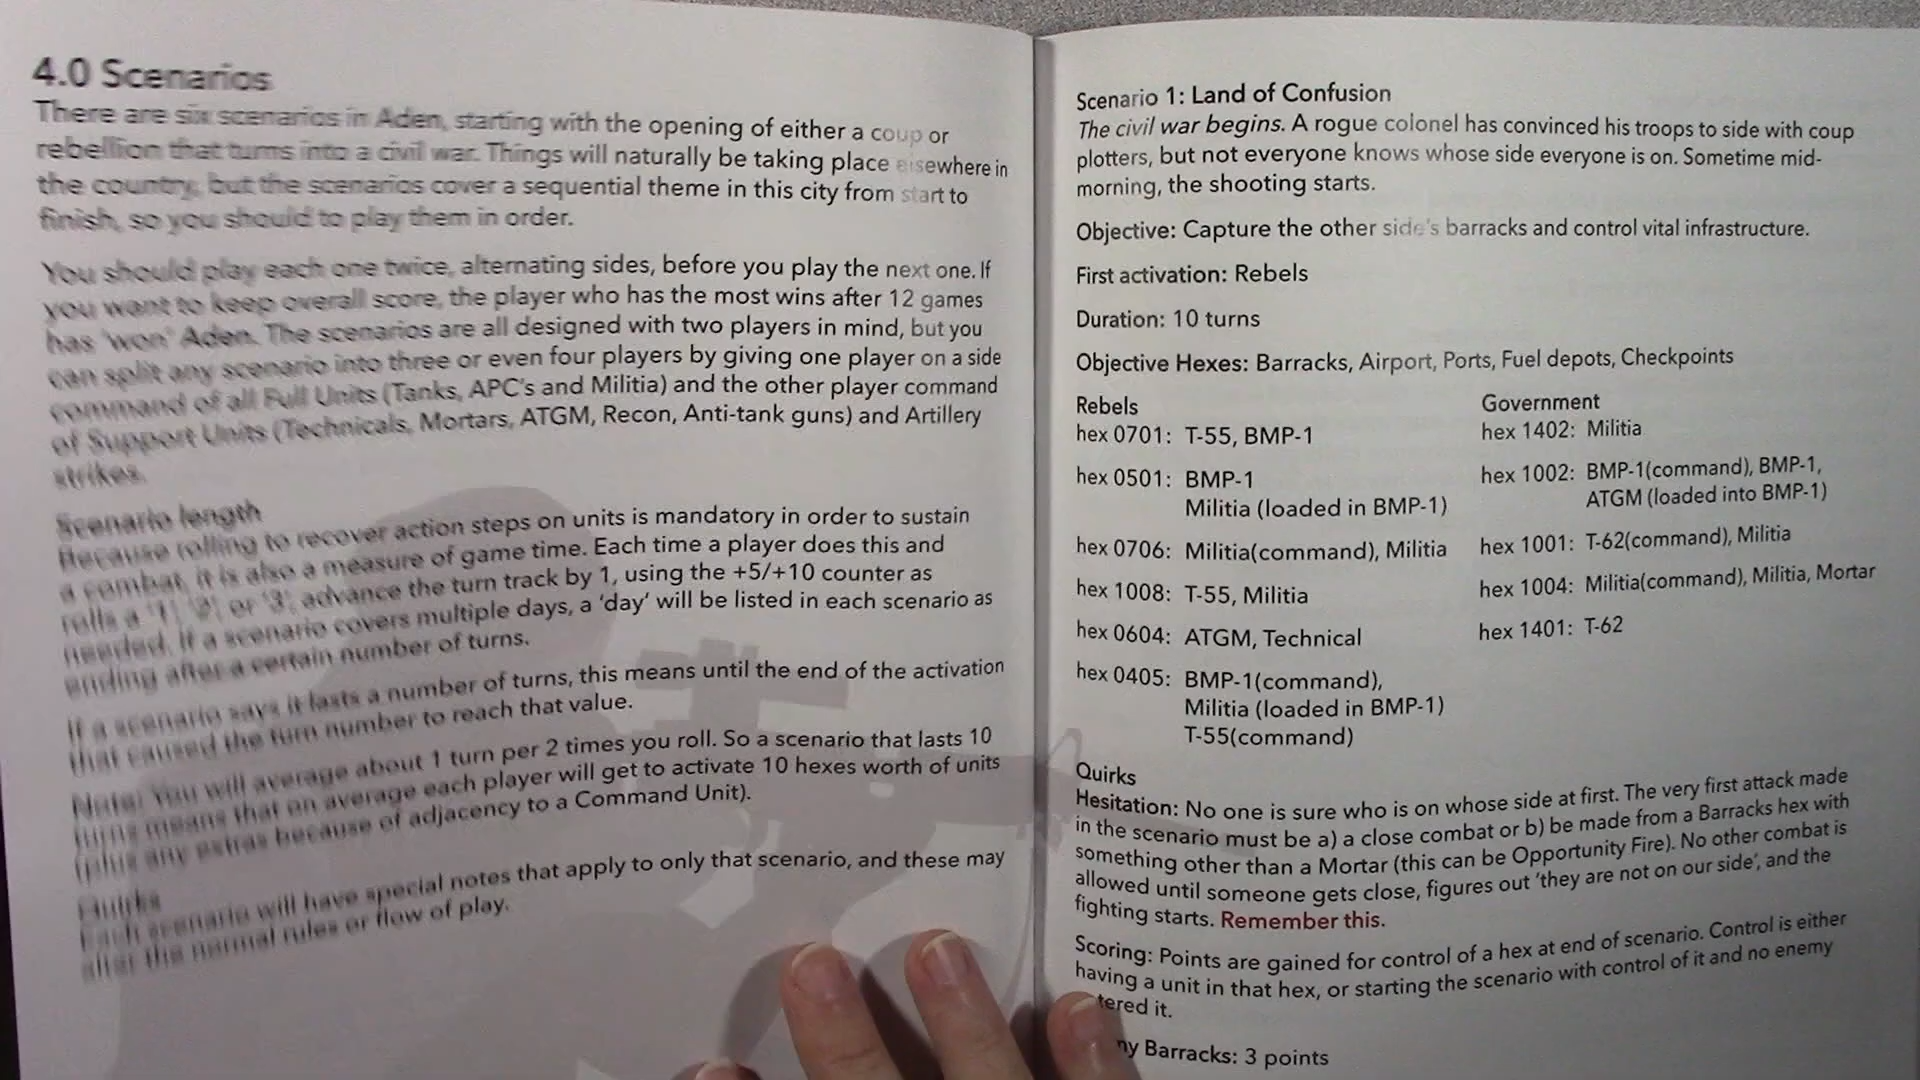 4.0 Scenarios
There are six scenarios in Aden, starting with the opening of either a coup or
rebellion that turns into a civil war. Things will naturally be taking place elsewhere in
the country, but the scenarios cover a sequential theme in this city from start to
finish, so you should to play them in order.
You should play each one twice, alternating sides, before you play the next one. If
you want to keep overall score, the player who has the most wins after 12 games
has 'won' Aden. The scenarios are all designed with two players in mind, but you
can split any scenario into three or even four players by giving one player on a side
command of all Full Units (Tanks, APC's and Militia) and the other player command
of Support Units (Technicals, Mortars, ATGM, Recon, Anti-tank guns) and Artillery
strikes.
Scenario length
Because rolling to recover action steps on units is mandatory in order to sustain
a combat, it is also a measure of game time. Each time a player does this and
rolls a '1', '2', or '3', advance the turn track by 1, using the +5/+10 counter as
needed. If a scenario covers multiple days, a 'day' will be listed in each scenario as
ending after a certain number of turns.
If a scenario says it lasts a number of turns, this means until the end of the activation
that caused the turn number to reach that value.
Note: You will average about 1 turn per 2 times you roll. So a scenario that lasts 10
turns means that on average each player will get to activate 10 hexes worth of units
(plus any extras because of adjacency to a Command Unit).
Quirks
Each scenario will have special notes that apply to only that scenario, and these may
alter the normal rules or flow of play.
Scenario 1: Land of Confusion
The civil war begins. A rogue colonel has convinced his troops to side with coup
plotters, but not everyone knows whose side everyone is on. Sometime mid-
morning, the shooting starts.
Objective: Capture the other side's barracks and control vital infrastructure.
First activation: Rebels
Duration: 10 turns
Objective Hexes: Barracks, Airport, Ports, Fuel depots, Checkpoints
Rebels
hex 0701: T-55, BMP-1
hex 0501: BMP-1
Militia (loaded in BMP-1)
hex 0706: Militia(command), Militia
hex 1008: T-55, Militia
hex 0604: ATGM, Technical
hex 0405: BMP-1(command),
Militia (loaded in BMP-1)
T-55(command)
Government
hex 1402: Militia
hex 1002: BMP-1(command), BMP-1,
ATGM (loaded into BMP-1)
hex 1001: T-62(command), Militia
hex 1004: Militia(command), Militia, Mortar
hex 1401: T-62
Quirks
Hesitation: No one is sure who is on whose side at first. The very first attack made
in the scenario must be a) a close combat or b) be made from a Barracks hex with
something other than a Mortar (this can be Opportunity Fire). No other combat is
allowed until someone gets close, figures out 'they are not on our side', and the
fighting starts. Remember this.
Scoring: Points are gained for control of a hex at end of scenario. Control is either
having a unit in that hex, or starting the scenario with control of it and no enemy
tered it.
ny Barracks: 3 points